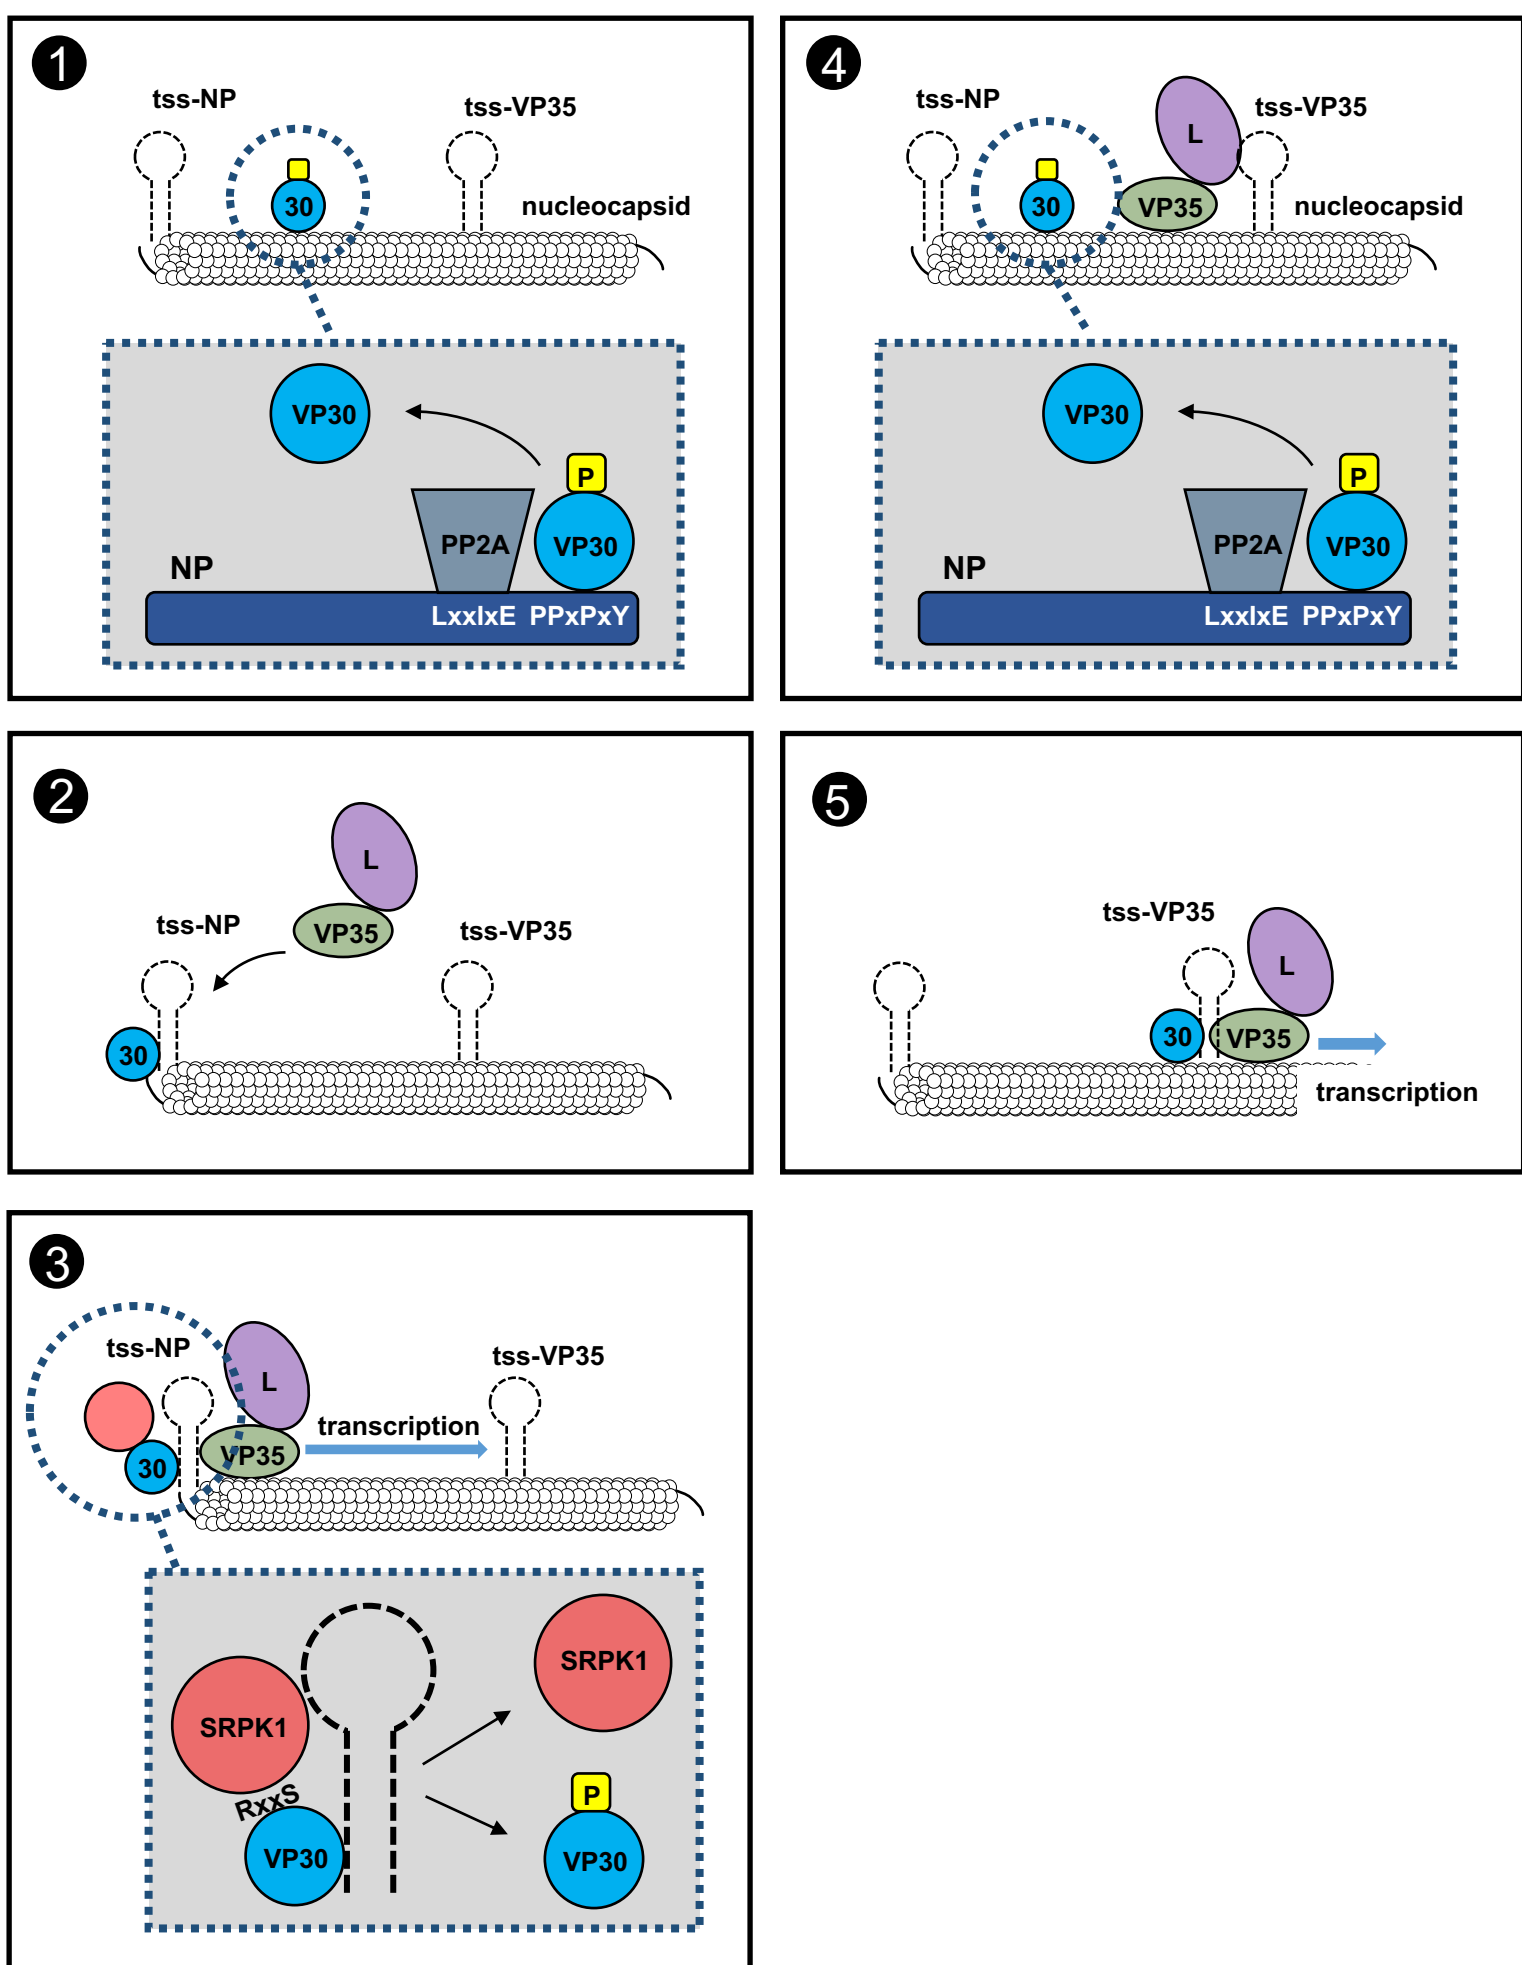 1
tss-NP
tss-VP35
30
nucleocapsid
VP30
P
PP2A
VP30
NP
LxxIxE PPxPxY
4
tss-NP
L
tss-VP35
30
VP35
nucleocapsid
VP30
P
PP2A
VP30
NP
LxxIxE PPxPxY
2
L
tss-NP
VP35
tss-VP35
30
5
tss-VP35
L
30
VP35
transcription
3
tss-NP
L
tss-VP35
transcription
30
VP35
SRPK1
SRPK1
RxxS
P
VP30
VP30